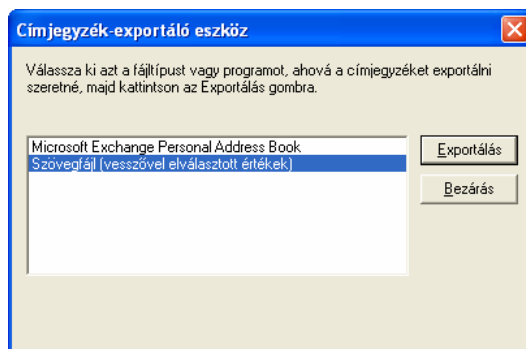 Címjegyzék-exportáló eszköz
Válassza ki azt a fájltípust vagy programot, ahová a címjegyzéket exportálni
szeretné, majd kattintson az Exportálás gombra.
Microsoft Exchange Personal Address Book
Szövegfájl (vesszővel elválasztott értékek)
Exportálás
Bezárás